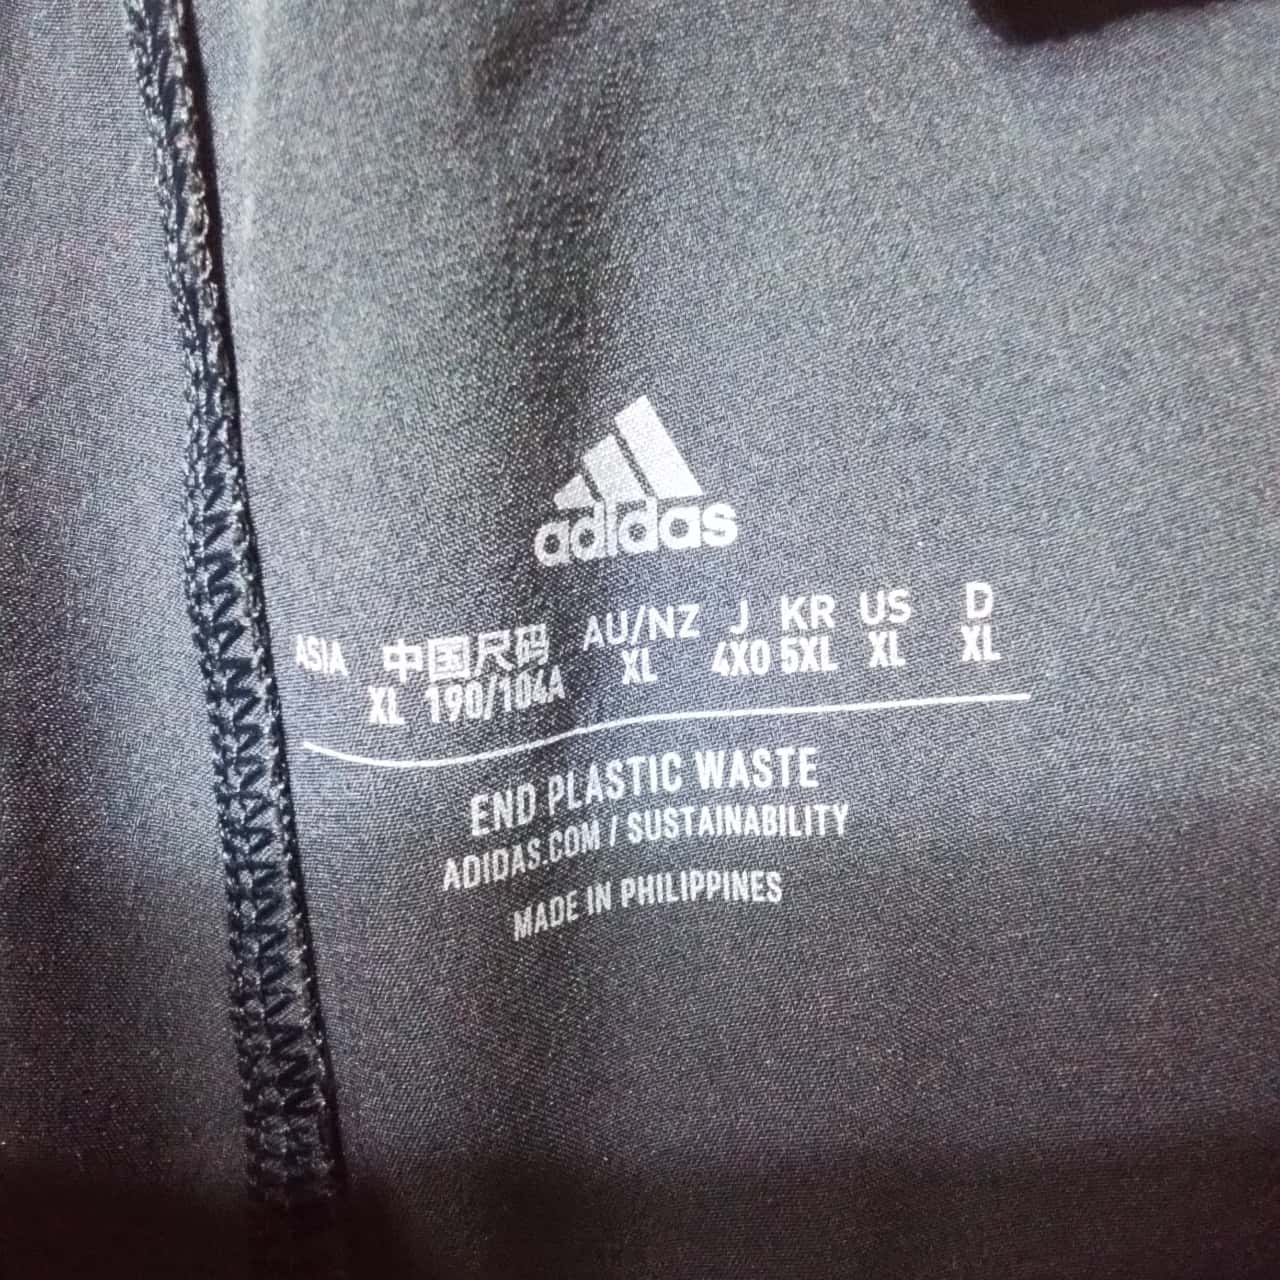 adidas
ASIA 中国尺码 AU/NZ J KR US D
XL 190/104A XL 4XO 5XL XL XL
END PLASTIC WASTE
ADIDAS.COM / SUSTAINABILITY
MADE IN PHILIPPINES